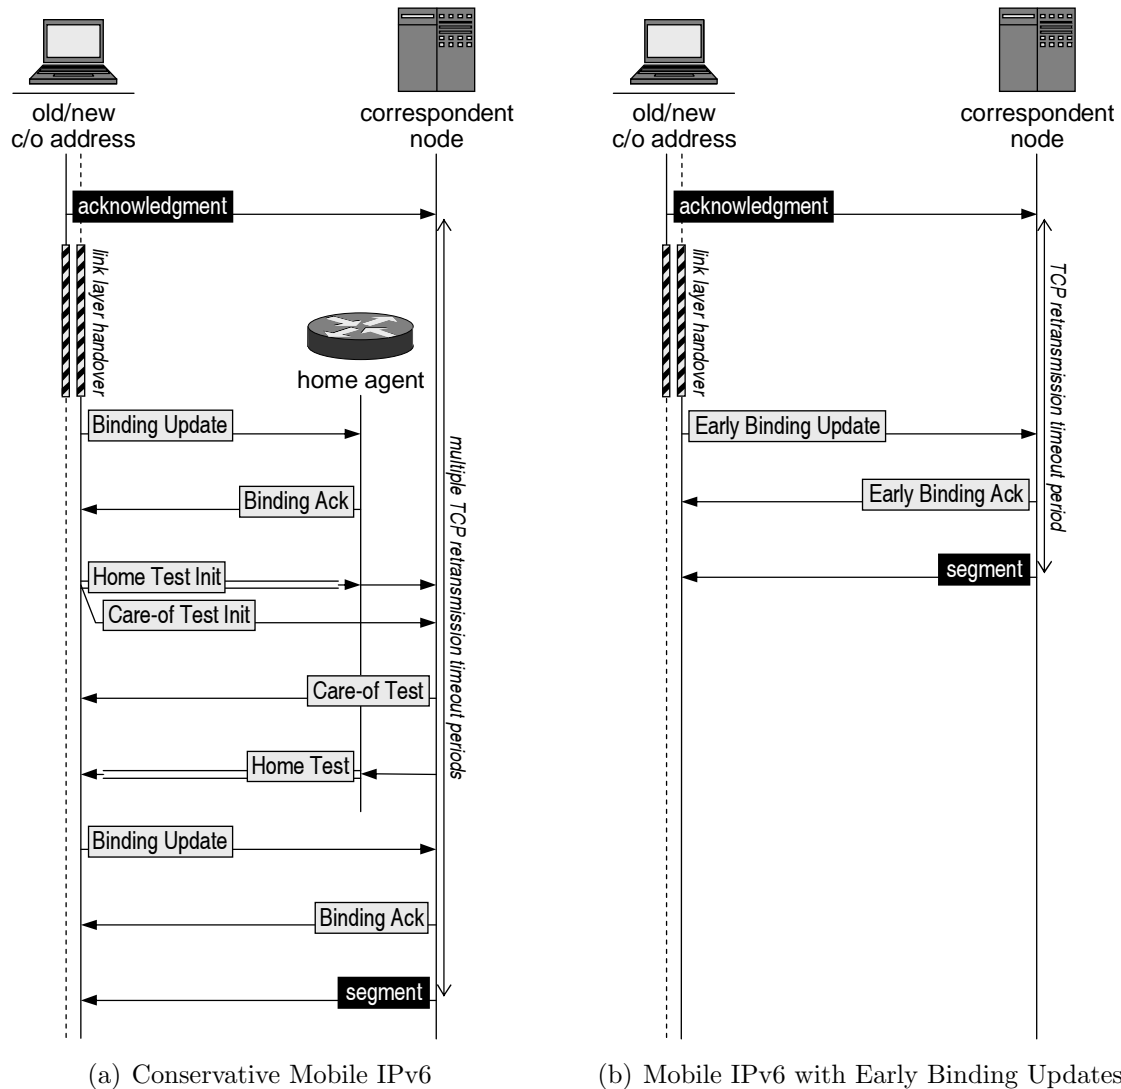 old/new
c/o address
correspondent
node
acknowledgment
link layer handover
home agent
Binding Update
Binding Ack
Home Test Init
Care-of Test Init
Care-of Test
Home Test
Binding Update
Binding Ack
segment
multiple TCP retransmission timeout periods
(a) Conservative Mobile IPv6
old/new
c/o address
correspondent
node
acknowledgment
link layer handover
Early Binding Update
Early Binding Ack
segment
TCP retransmission
timeout period
(b) Mobile IPv6 with Early Binding Updates